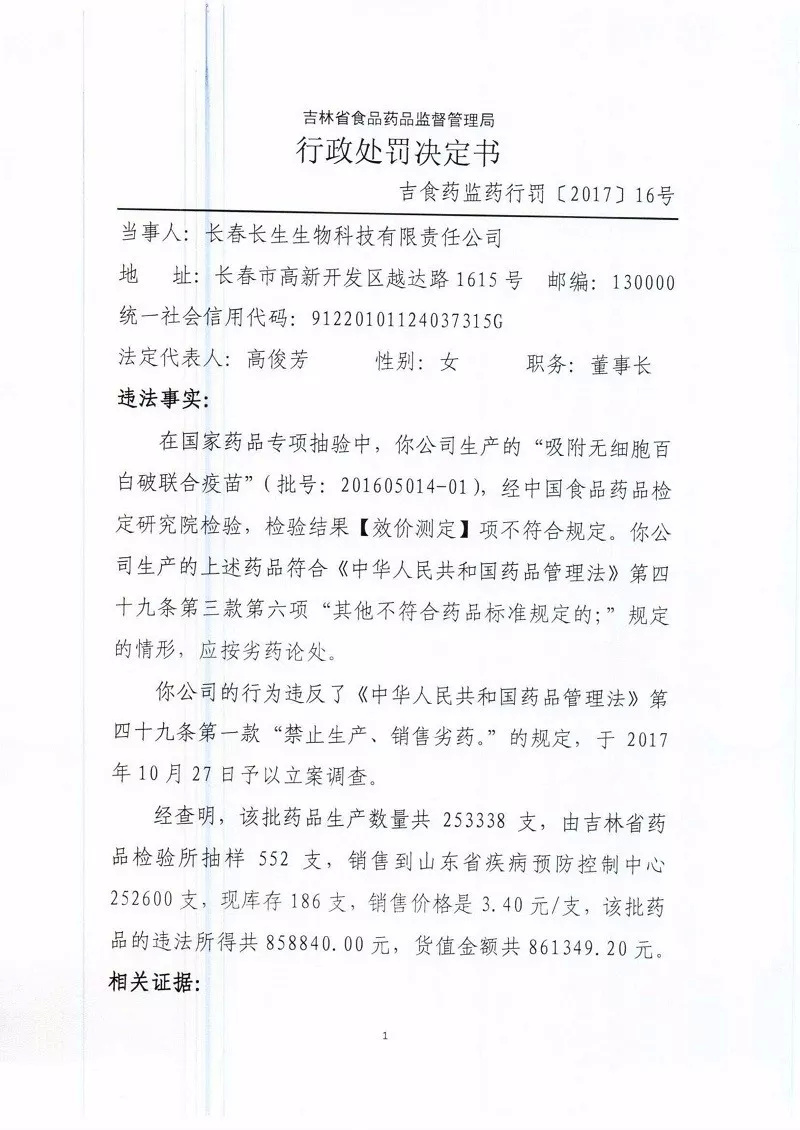 吉林省食品药品监督管理局
行政处罚决定书
吉食药监药行罚〔2017〕16号
当事人：长春长生生物科技有限责任公司
地　址：长春市高新开发区越达路1615号　邮编：130000
统一社会信用代码：91220101124037315G
法定代表人：高俊芳　性别：女　职务：董事长
违法事实：
在国家药品专项抽验中，你公司生产的“吸附无细胞百
白破联合疫苗”（批号：201605014-01），经中国食品药品检
定研究院检验，检验结果【效价测定】项不符合规定。你公
司生产的上述药品符合《中华人民共和国药品管理法》第四
十九条第三款第六项“其他不符合药品标准规定的；”规定
的情形，应按劣药论处。
你公司的行为违反了《中华人民共和国药品管理法》第
四十九条第一款“禁止生产、销售劣药。”的规定，于 2017
年10月27日予以立案调查。
经查明，该批药品生产数量共 253338 支，由吉林省药
品检验所抽样 552 支，销售到山东省疾病预防控制中心
252600支，现库存186支，销售价格是3.40元/支，该批药
品的违法所得共858840.00元，货值金额共861349.20元。
相关证据：
1